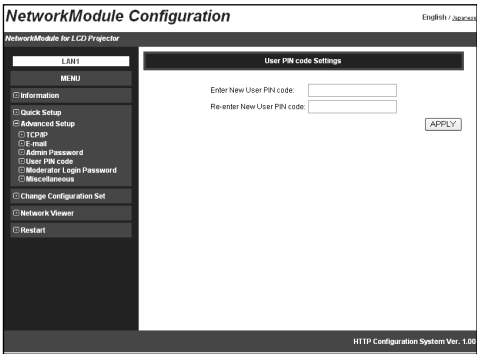 NetworkModule Configuration
English / Japanese
NetworkModule for LCD Projector
LAN1
MENU
Information
Quick Setup
Advanced Setup
TCP/IP
E-mail
Admin Password
User PIN code
Moderator Login Password
Miscellaneous
Change Configuration Set
Network Viewer
Restart
User PIN code Settings
Enter New User PIN code:
Re-enter New User PIN code:
APPLY
HTTP Configuration System Ver. 1.00